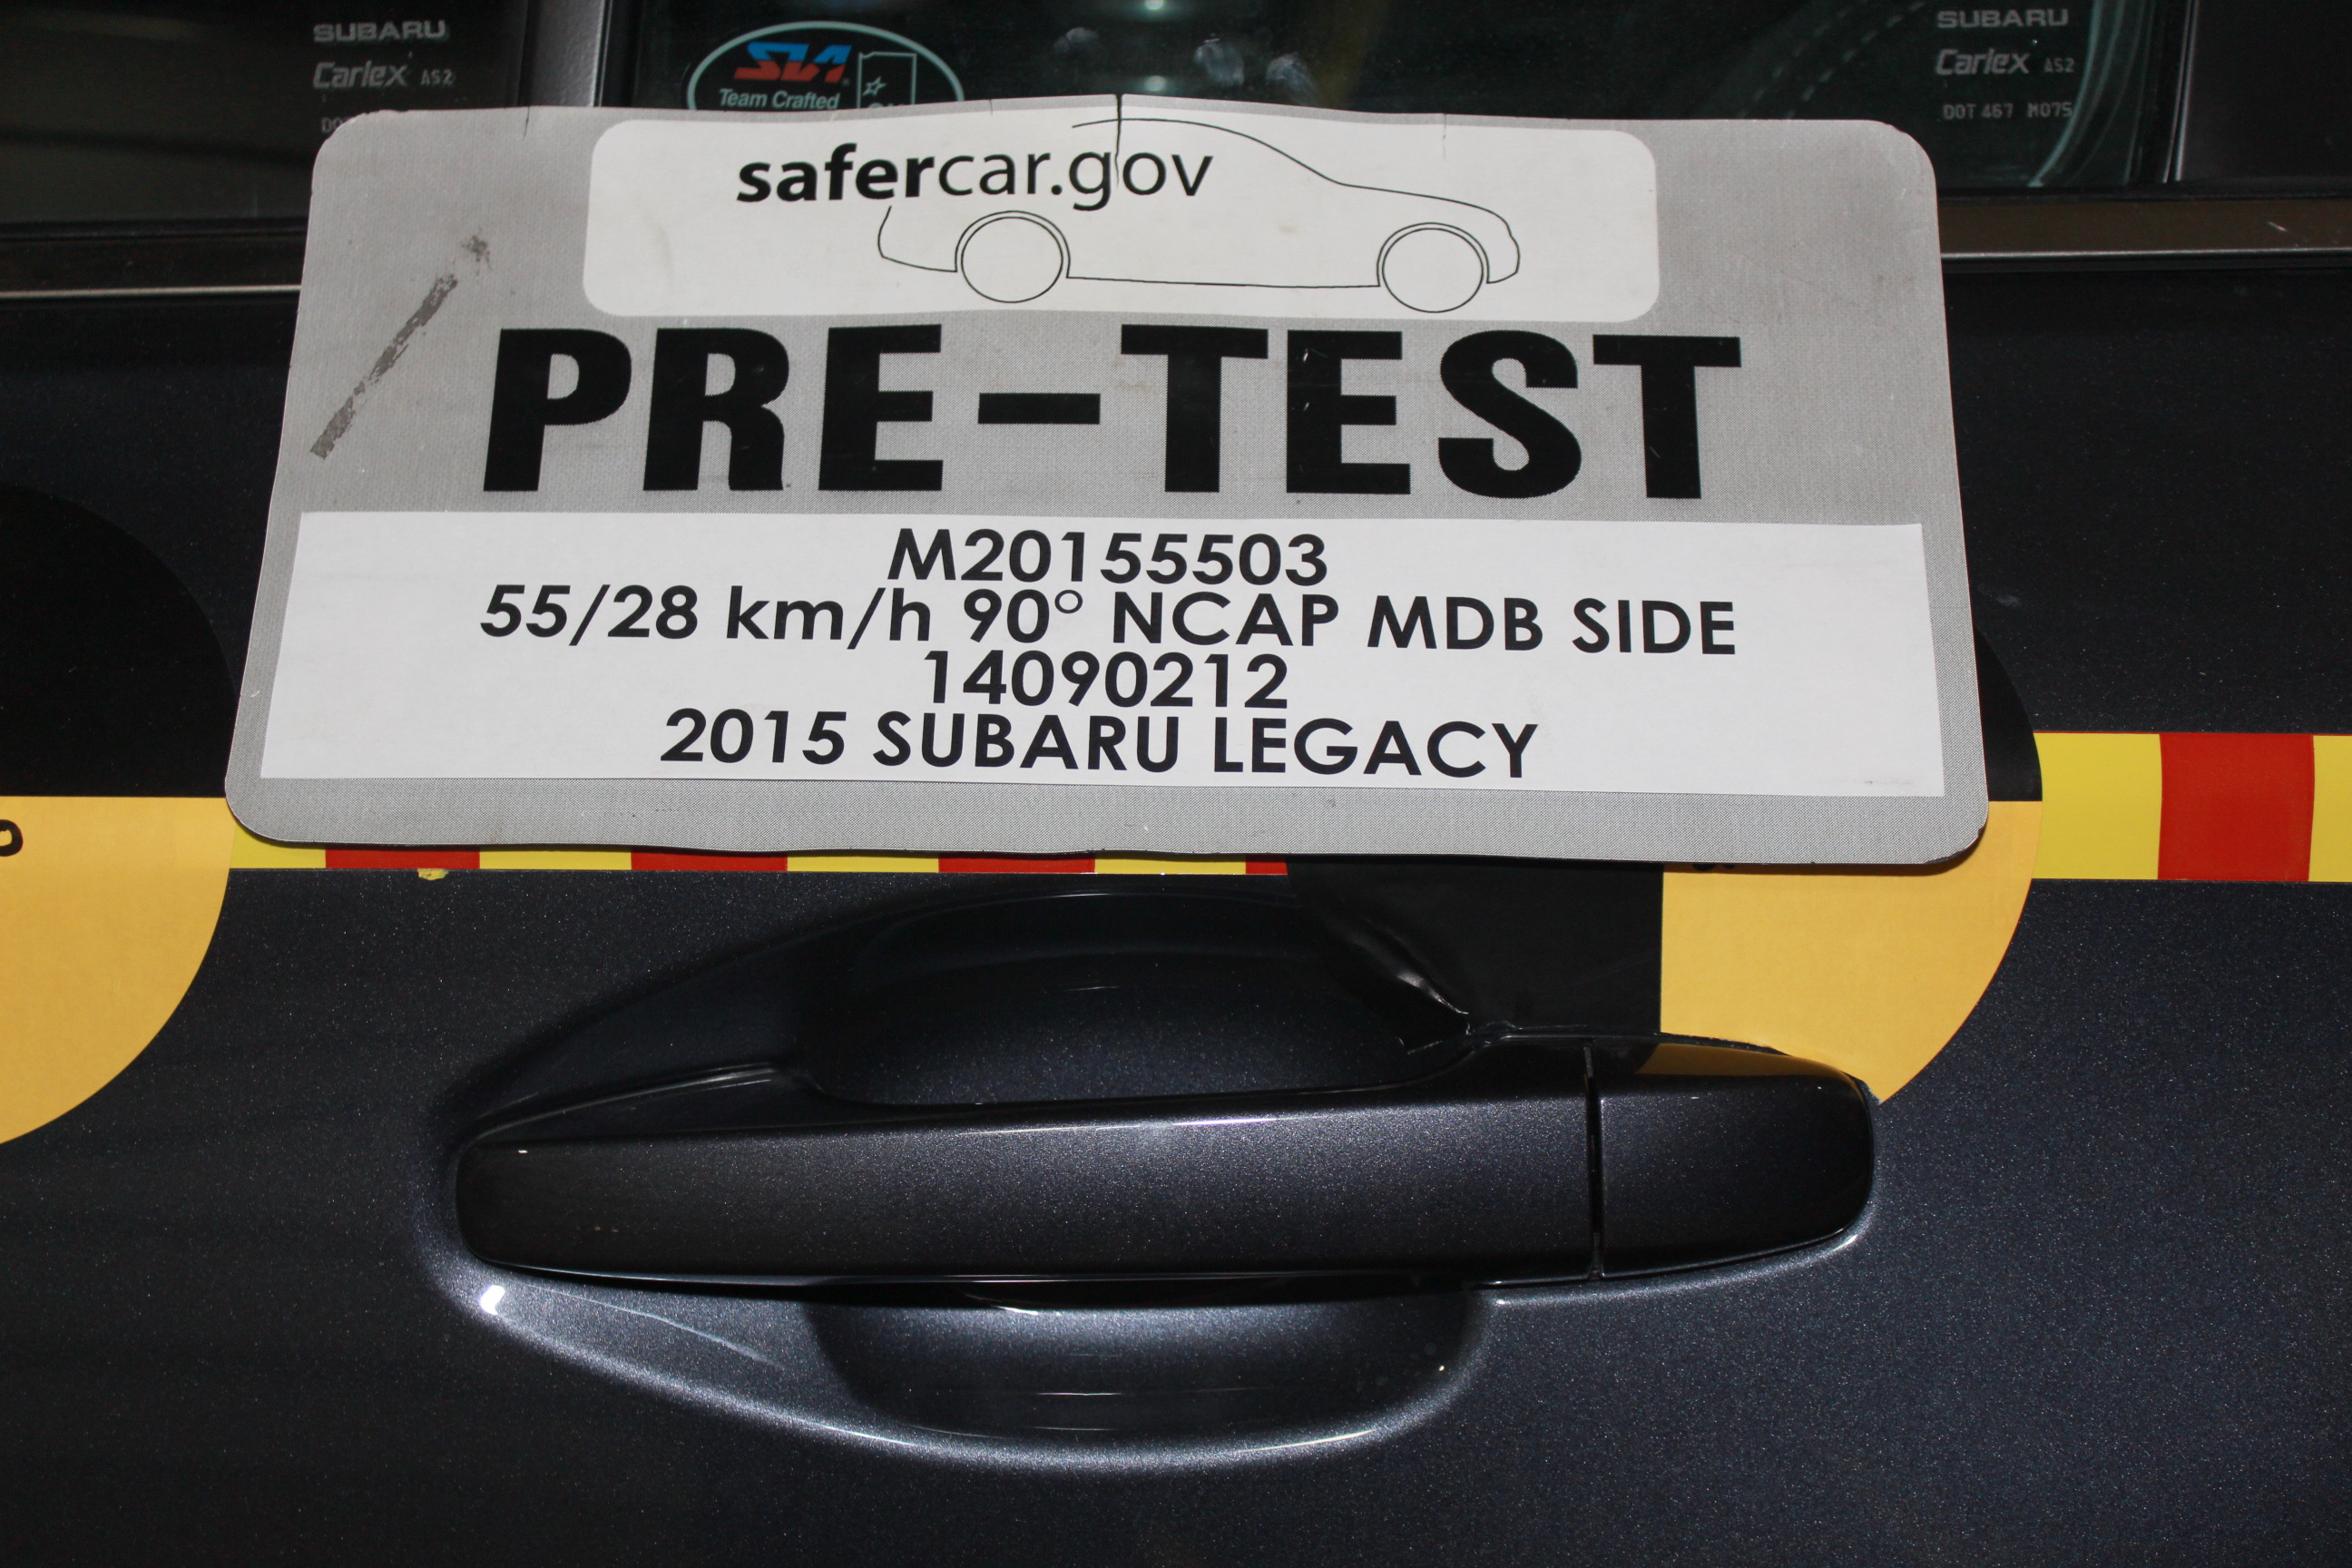 SUBARU
Carlex AS2
SIA
Team Crafted
SUBARU
Carlex AS2
DOT 467 M075
safercar.gov
PRE-TEST
M20155503
55/28 km/h 90° NCAP MDB SIDE
14090212
2015 SUBARU LEGACY